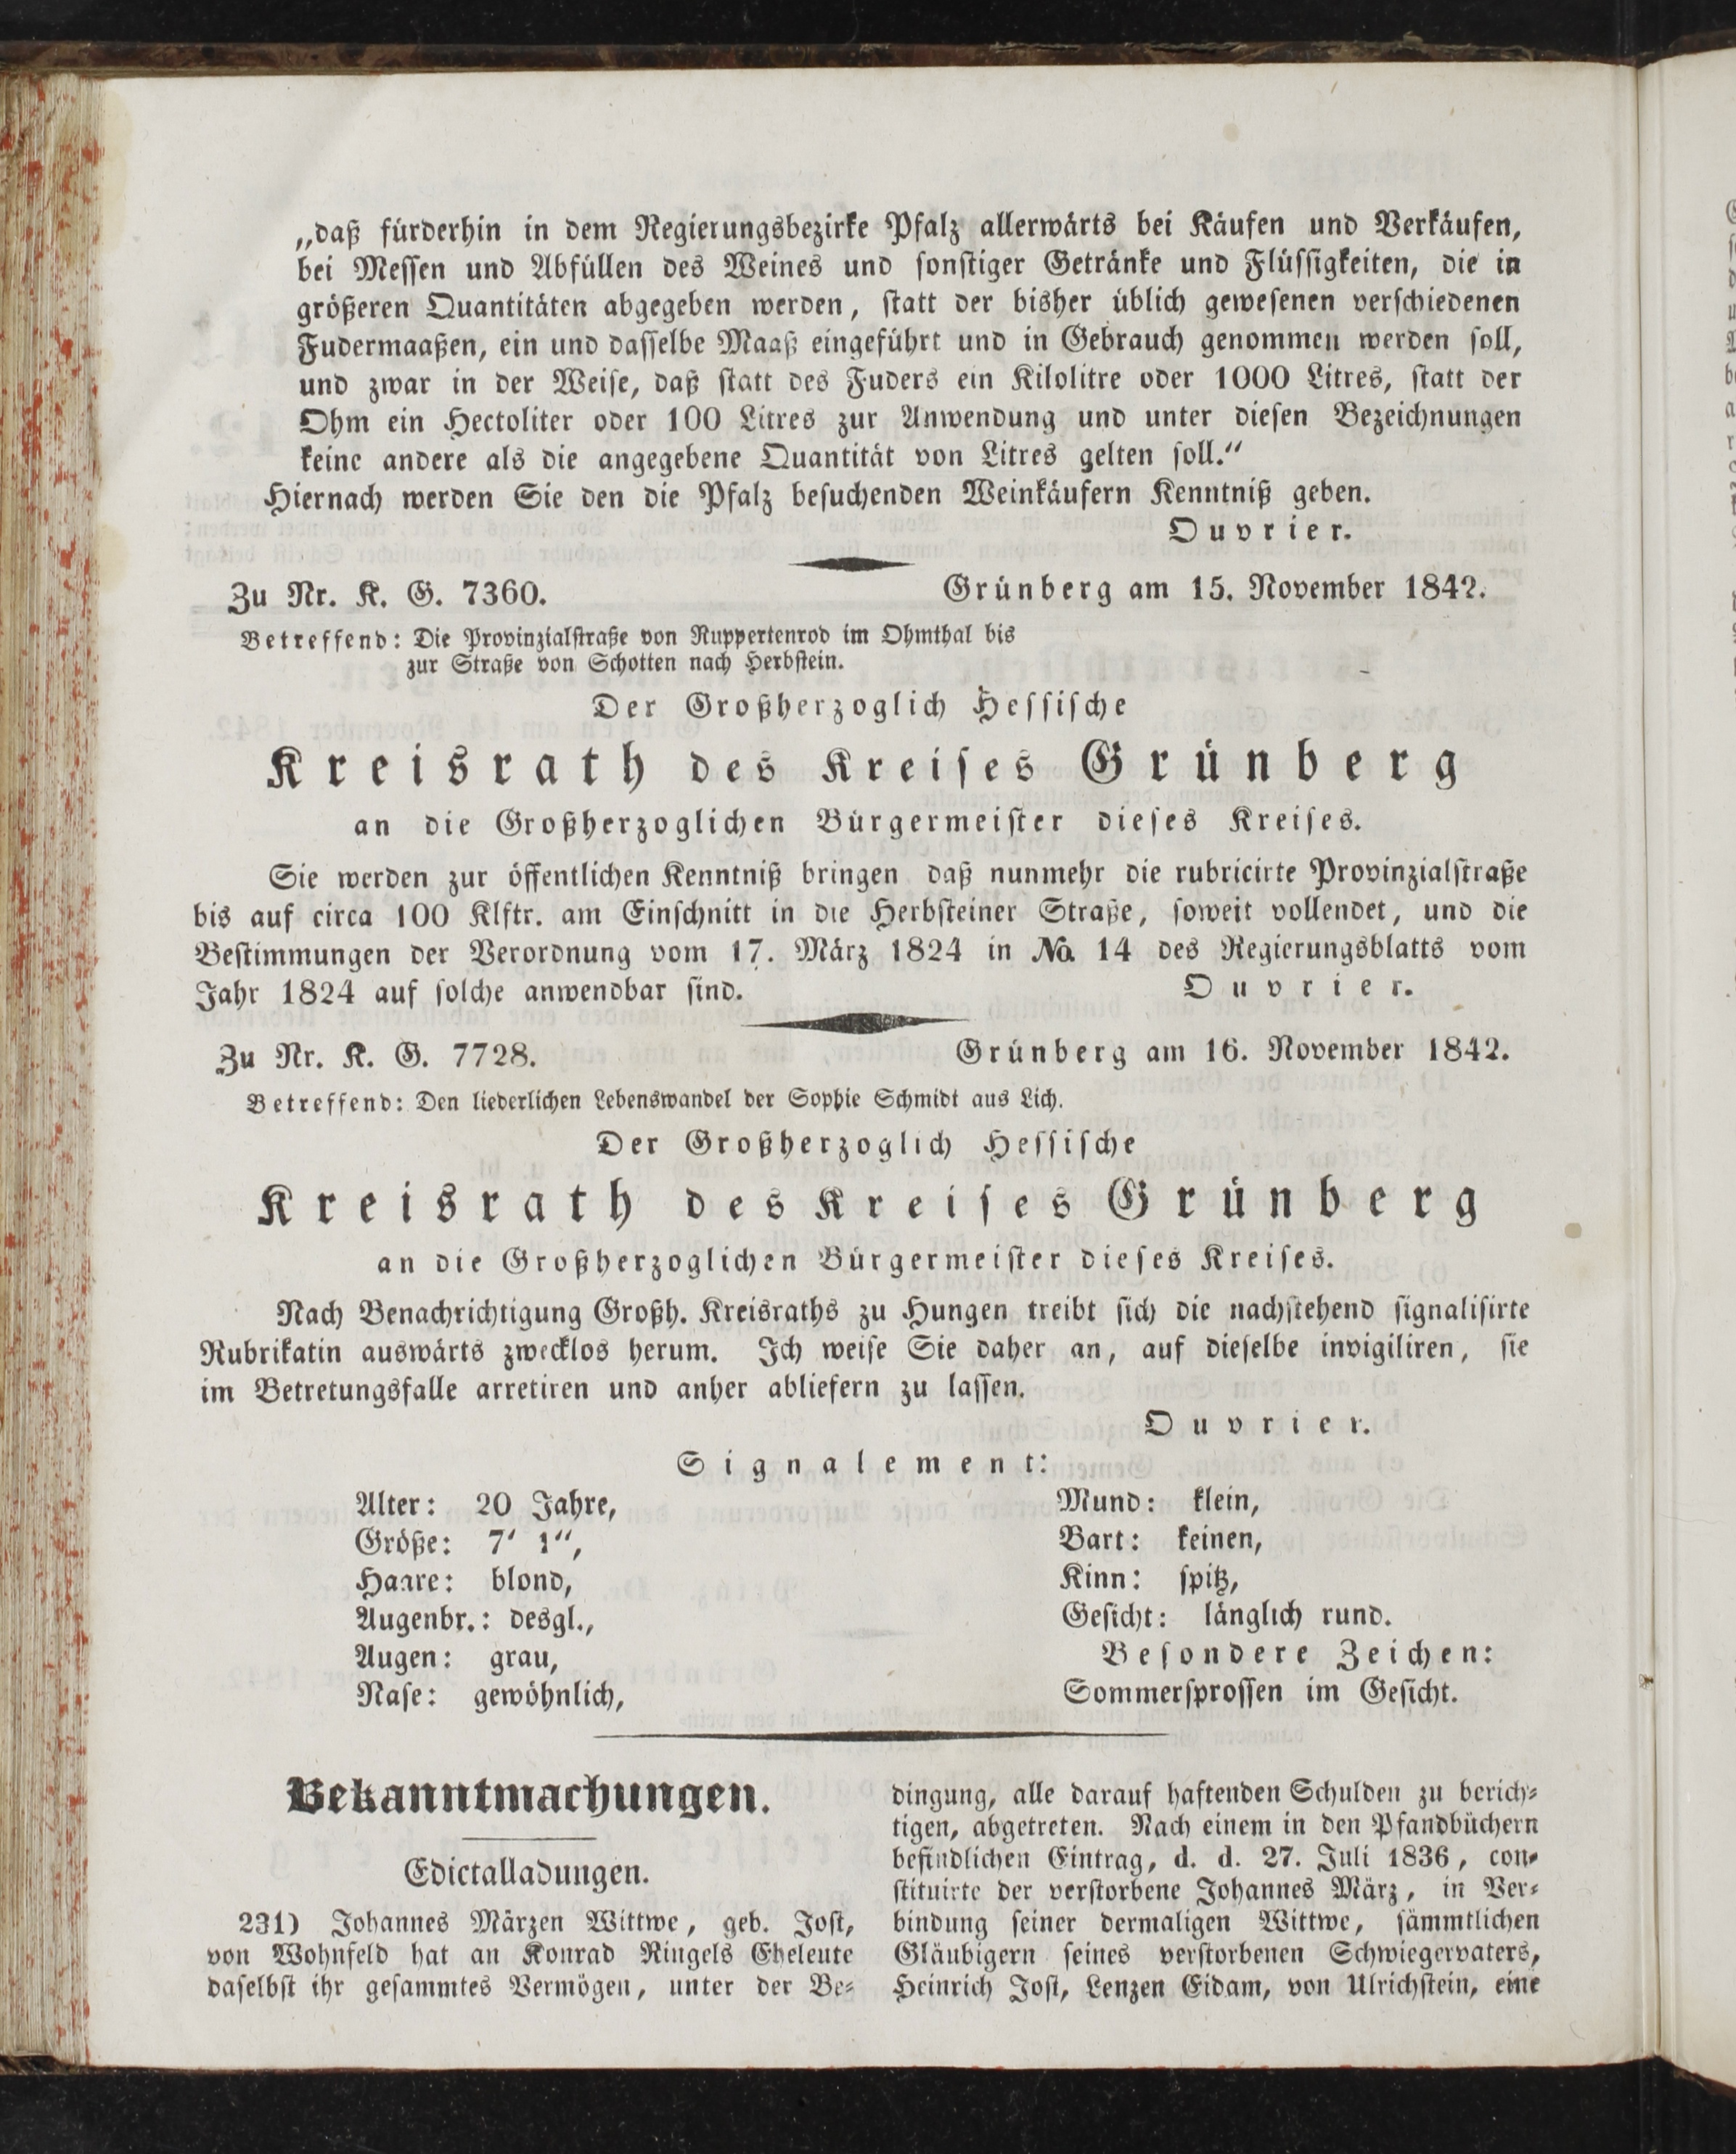 „daß fürderhin in dem Regierungsbezirke Pfalz allerwärts bei Käufen und Verkäufen,
bei Messen und Abfüllen des Weines und sonstiger Getränke und Flüssigkeiten, die in
größeren Quantitäten abgegeben werden, statt der bisher üblich gewesenen verschiedenen
Fudermaaßen, ein und dasselbe Maaß eingeführt und in Gebrauch genommen werden soll,
und zwar in der Weise, daß statt des Fuders ein Kilolitre oder 1000 Litres, statt der
Ohm ein Hectoliter oder 100 Litres zur Anwendung und unter diesen Bezeichnungen
keine andere als die angegebene Quantität von Litres gelten soll.“
Hiernach werden Sie den die Pfalz besuchenden Weinkäufern Kenntniß geben.
Ouvrier.
Zu Nr. K. G. 7360. Grünberg am 15. November 1842.
Betreffend: Die Provinzialstraße von Ruppertenrod im Ohmthal bis
zur Straße von Schotten nach Herbstein.
Der Großherzoglich Hessische
Kreisrath des Kreises Grünberg
an die Großherzoglichen Bürgermeister dieses Kreises.
Sie werden zur öffentlichen Kenntniß bringen daß nunmehr die rubricirte Provinzialstraße
bis auf circa 100 Klftr. am Einschnitt in die Herbsteiner Straße, soweit vollendet, und die
Bestimmungen der Verordnung vom 17. März 1824 in No. 14 des Regierungsblatts vom
Jahr 1824 auf solche anwendbar sind. Ouvrier.
Zu Nr. K. G. 7728. Grünberg am 16. November 1842.
Betreffend: Den liederlichen Lebenswandel der Sophie Schmidt aus Lich.
Der Großherzoglich Hessische
Kreisrath des Kreises Grünberg
an die Großherzoglichen Bürgermeister dieses Kreises.
Nach Benachrichtigung Großh. Kreisraths zu Hungen treibt sich die nachstehend signalisirte
Rubrikatin auswärts zwecklos herum. Ich weise Sie daher an, auf dieselbe invigiliren, sie
im Betretungsfalle arretiren und anher abliefern zu lassen.
Ouvrier.
Signalement:
Alter: 20 Jahre,
Größe: 7‘ 1“,
Haare: blond,
Augenbr.: desgl.,
Augen: grau,
Nase: gewöhnlich,
Mund: klein,
Bart: keinen,
Kinn: spitz,
Gesicht: länglich rund.
Besondere Zeichen:
Sommersprossen im Gesicht.
Bekanntmachungen.
Edictalladungen.
231) Johannes Märzen Wittwe, geb. Jost,
von Wohnfeld hat an Konrad Ringels Eheleute
daselbst ihr gesammtes Vermögen, unter der Be-
dingung, alle darauf haftenden Schulden zu berich-
tigen, abgetreten. Nach einem in den Pfandbüchern
befindlichen Eintrag, d. d. 27. Juli 1836, con-
stituirte der verstorbene Johannes März, in Ver-
bindung seiner dermaligen Wittwe, sämmtlichen
Gläubigern seines verstorbenen Schwiegervaters,
Heinrich Jost, Lenzen Eidam, von Ulrichstein, eine